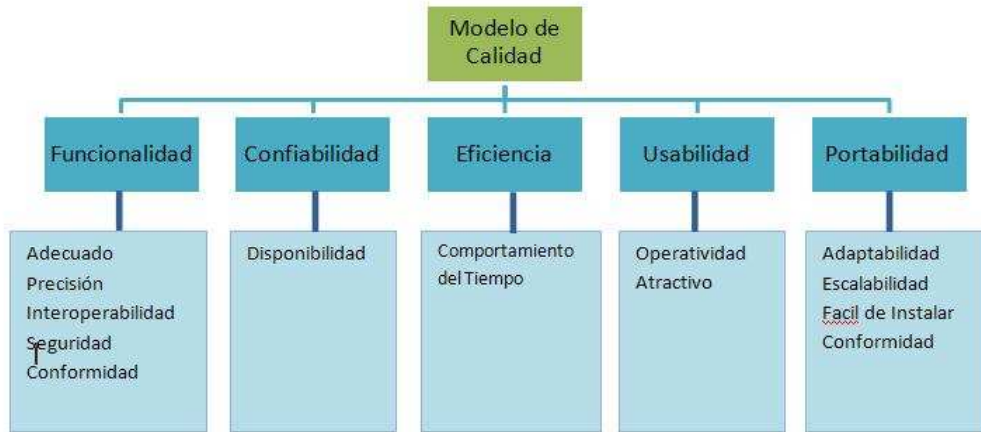 Modelo de
Calidad
Funcionalidad
Confiabilidad
Eficiencia
Usabilidad
Portabilidad
Adecuado
Precisión
Interoperabilidad
Seguridad
Conformidad
Disponibilidad
Comportamiento
del Tiempo
Operatividad
Atractivo
Adaptabilidad
Escalabilidad
Facil de Instalar
Conformidad